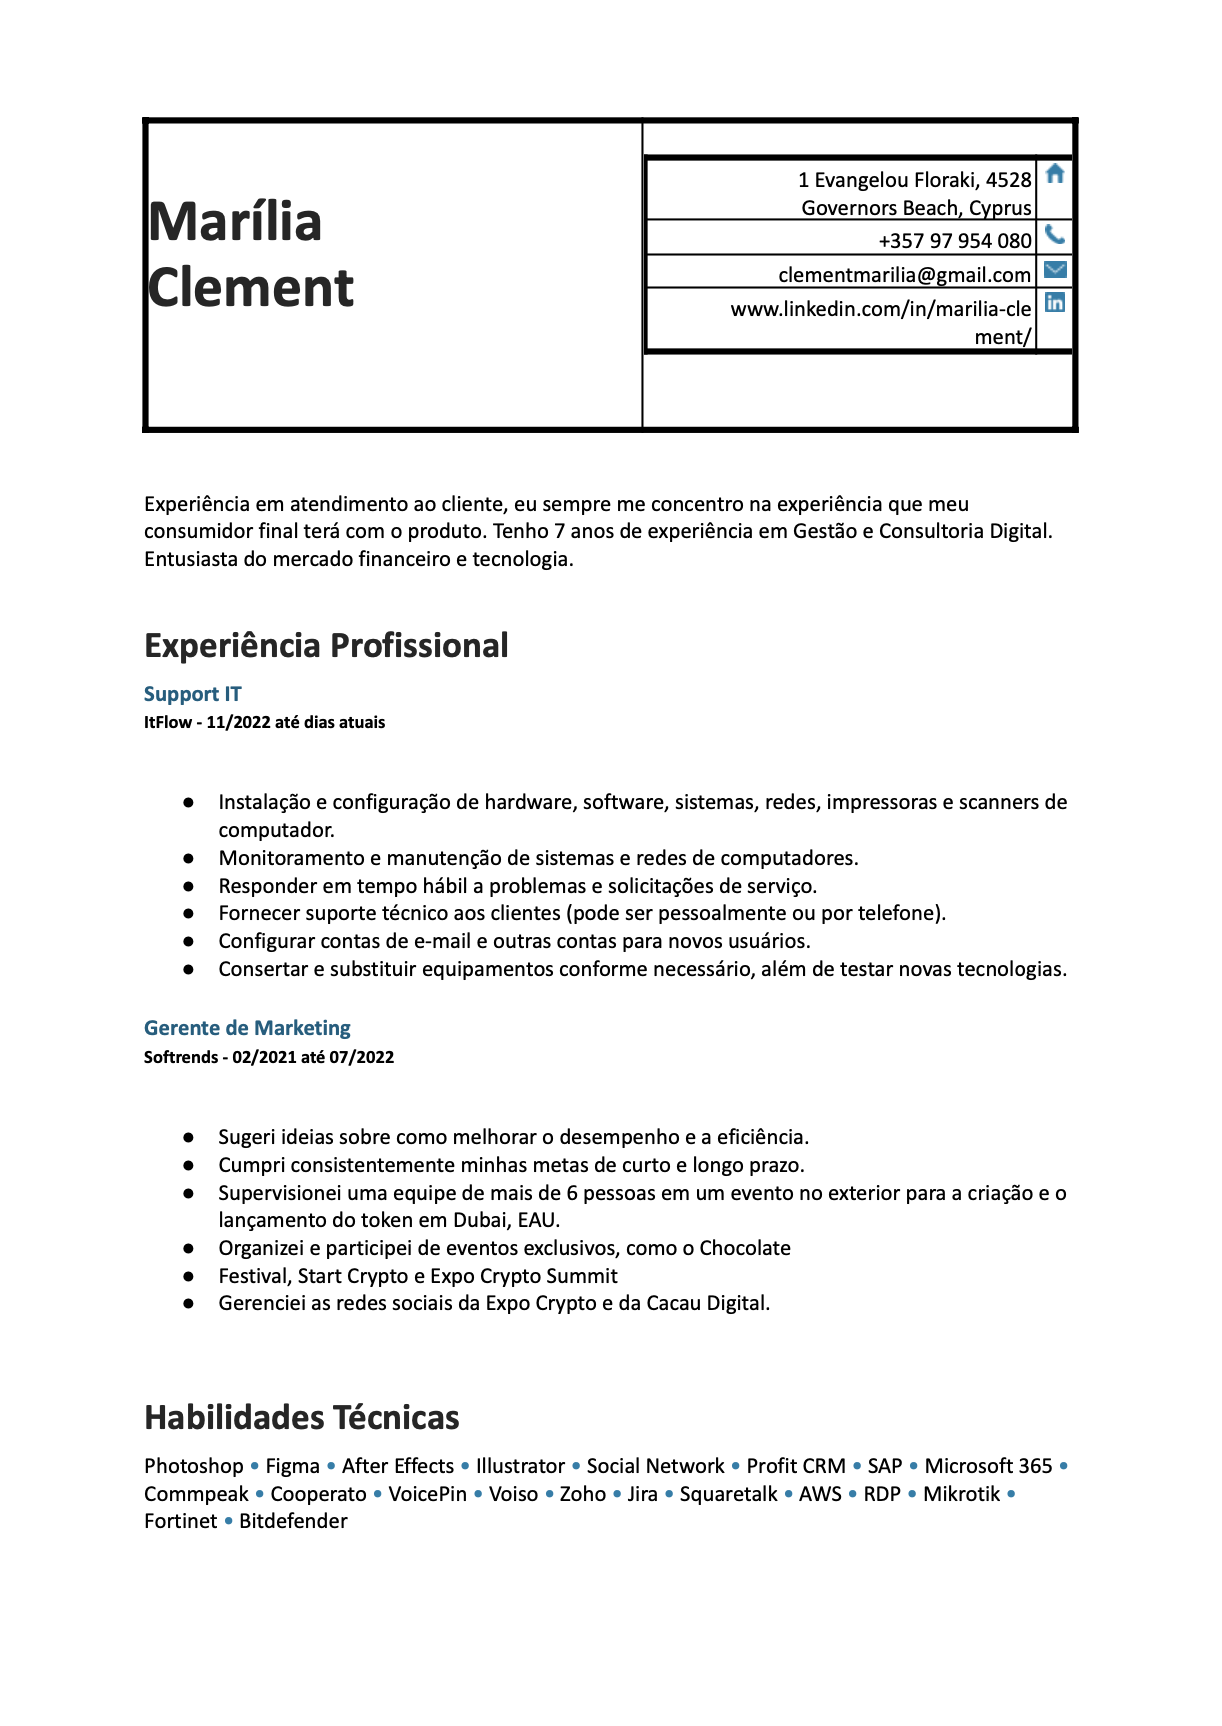 Marília
Clement
1 Evangelou Floraki, 4528
Governors Beach, Cyprus
+357 97 954 080
clementmarilia@gmail.com
www.linkedin.com/in/marilia-cle
ment/
Experiência em atendimento ao cliente, eu sempre me concentro na experiência que meu
consumidor final terá com o produto. Tenho 7 anos de experiência em Gestão e Consultoria Digital.
Entusiasta do mercado financeiro e tecnologia.
Experiência Profissional
Support IT
ItFlow - 11/2022 até dias atuais
● Instalação e configuração de hardware, software, sistemas, redes, impressoras e scanners de
computador.
● Monitoramento e manutenção de sistemas e redes de computadores.
● Responder em tempo hábil a problemas e solicitações de serviço.
● Fornecer suporte técnico aos clientes (pode ser pessoalmente ou por telefone).
● Configurar contas de e-mail e outras contas para novos usuários.
● Consertar e substituir equipamentos conforme necessário, além de testar novas tecnologias.
Gerente de Marketing
Softrends - 02/2021 até 07/2022
● Sugeri ideias sobre como melhorar o desempenho e a eficiência.
● Cumpri consistentemente minhas metas de curto e longo prazo.
● Supervisionei uma equipe de mais de 6 pessoas em um evento no exterior para a criação e o
lançamento do token em Dubai, EAU.
● Organizei e participei de eventos exclusivos, como o Chocolate
● Festival, Start Crypto e Expo Crypto Summit
● Gerenciei as redes sociais da Expo Crypto e da Cacau Digital.
Habilidades Técnicas
Photoshop • Figma • After Effects • Illustrator • Social Network • Profit CRM • SAP • Microsoft 365 •
Commpeak • Cooperato • VoicePin • Voiso • Zoho • Jira • Squaretalk • AWS • RDP • Mikrotik •
Fortinet • Bitdefender